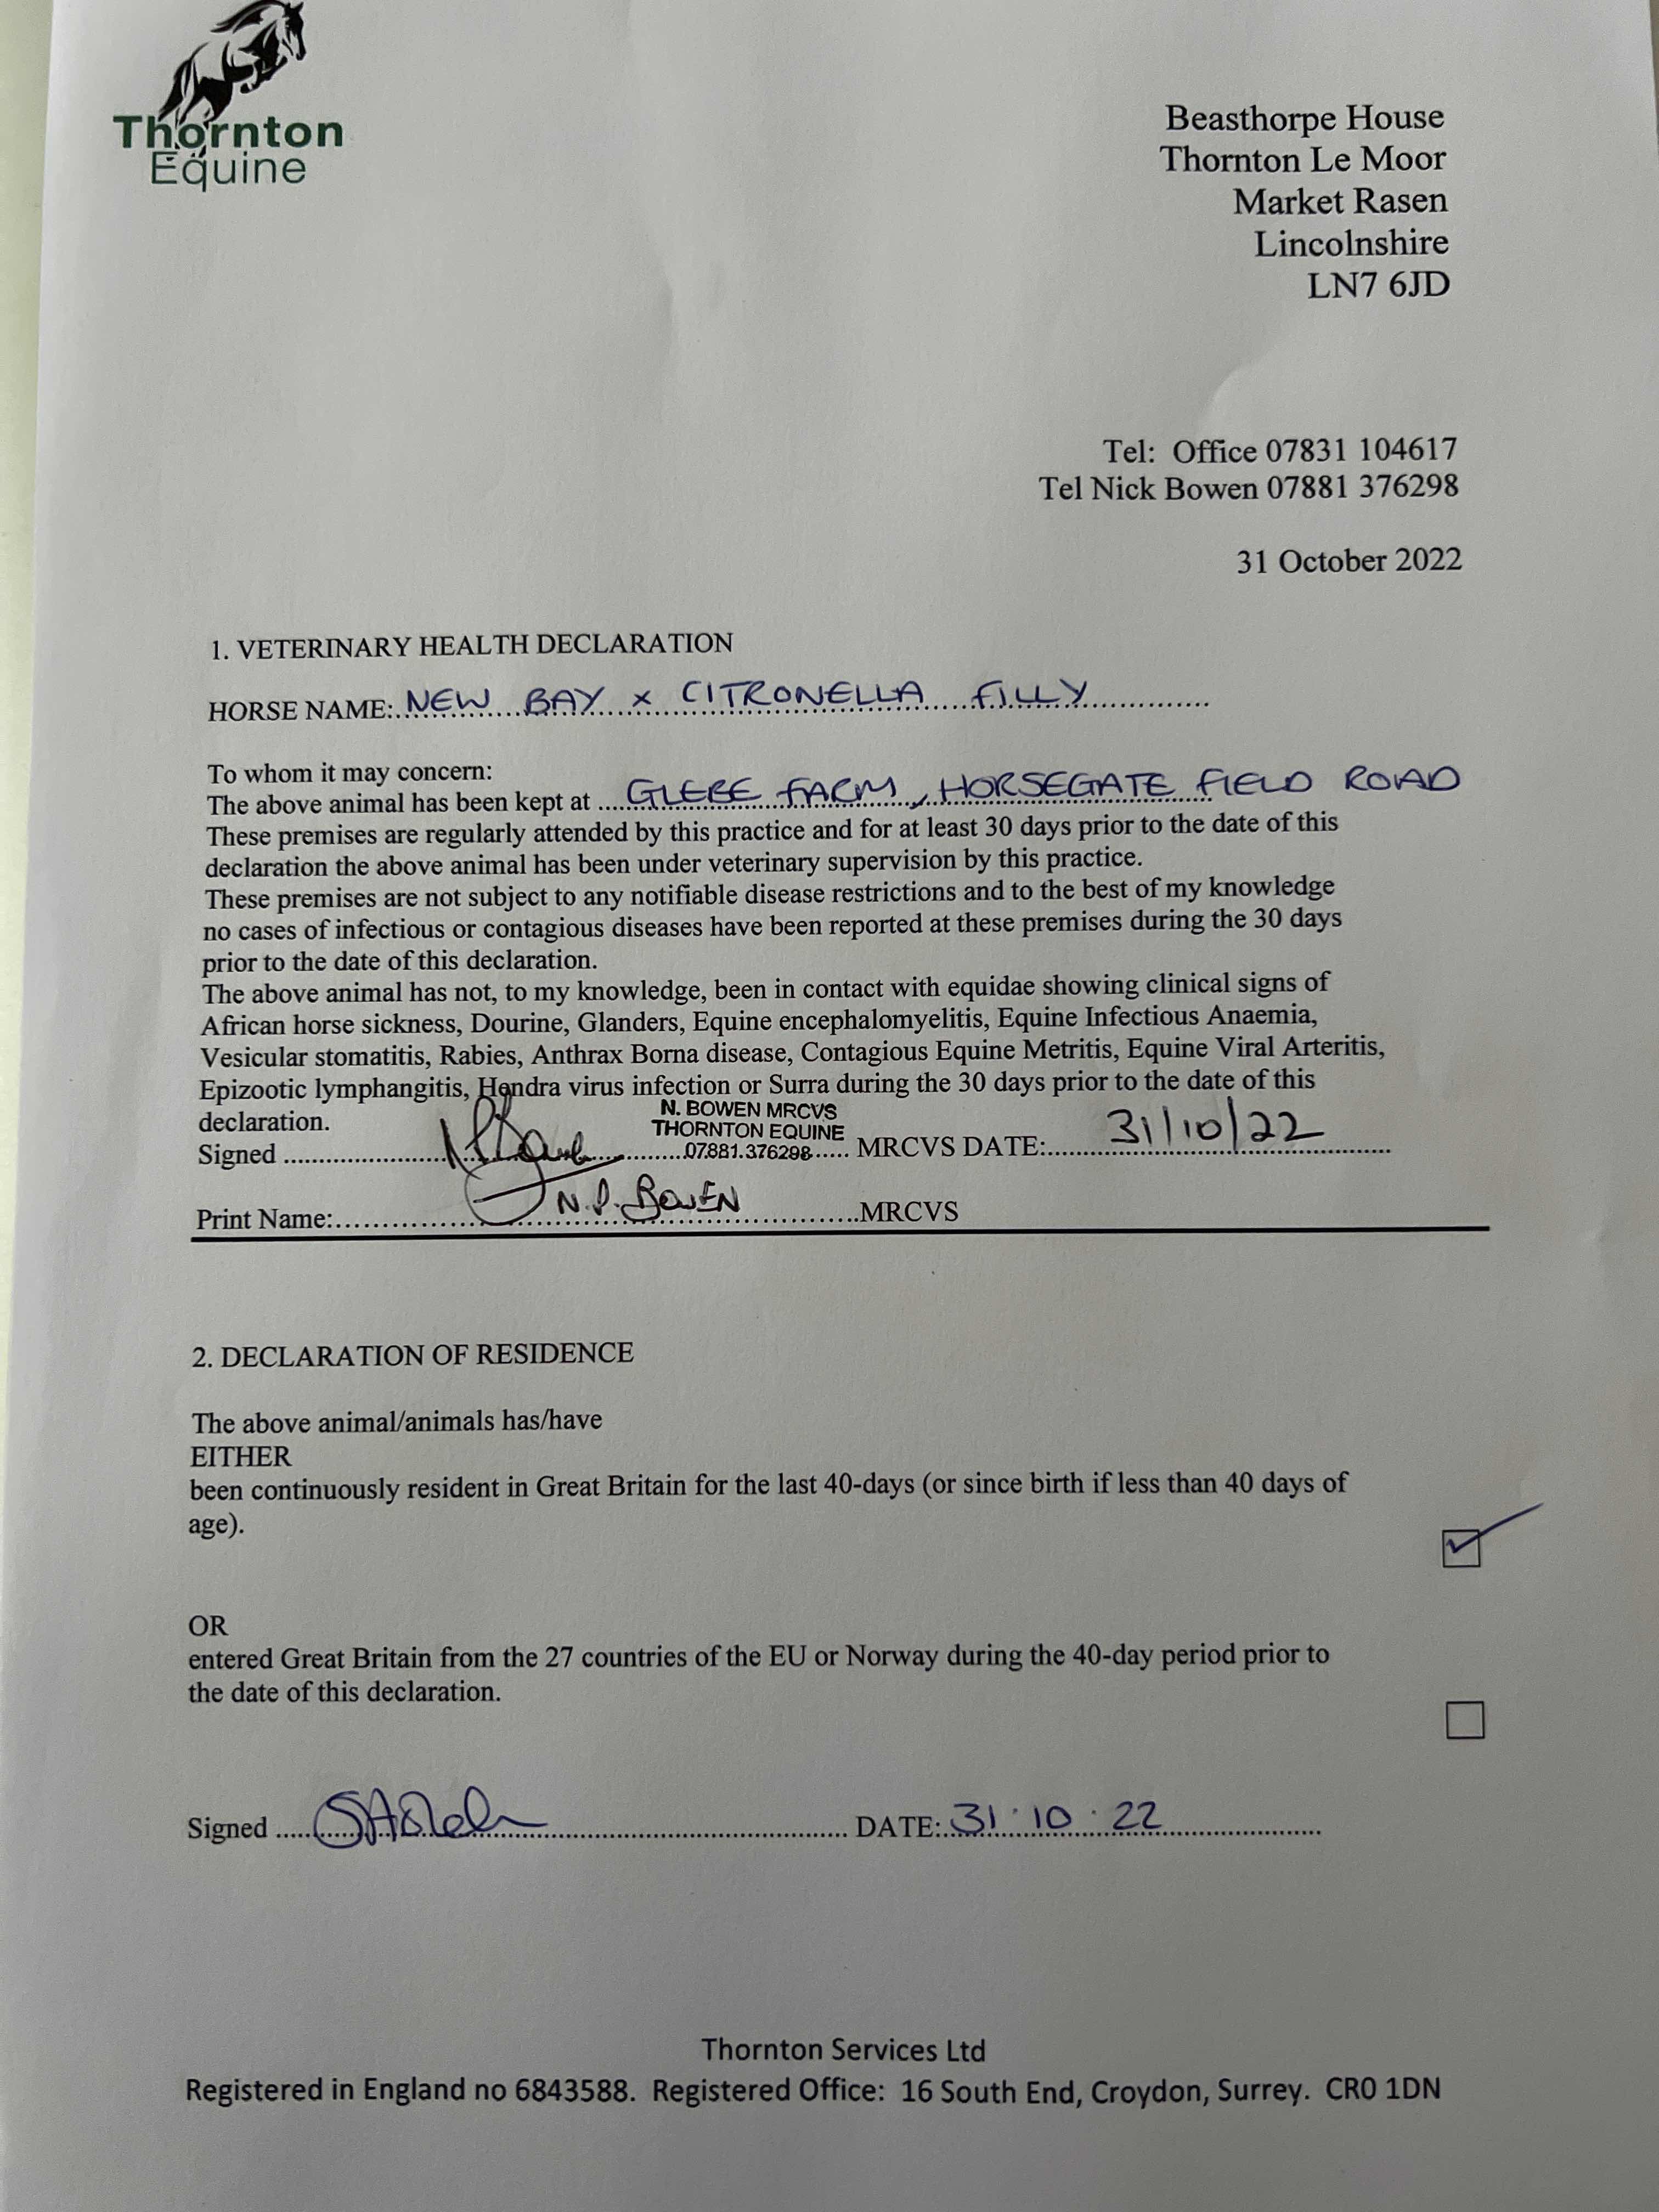 Thornton
Equine
Beasthorpe House
Thornton Le Moor
Market Rasen
Lincolnshire
LN7 6JD
Tel: Office 07831 104617
Tel Nick Bowen 07881 376298
31 October 2022
1. VETERINARY HEALTH DECLARATION
HORSE NAME: NEW BAY x CITRONELLA FILLY
To whom it may concern:
The above animal has been kept at GLEBE FARM, HORSEGATE FIELD ROAD
These premises are regularly attended by this practice and for at least 30 days prior to the date of this
declaration the above animal has been under veterinary supervision by this practice.
These premises are not subject to any notifiable disease restrictions and to the best of my knowledge
no cases of infectious or contagious diseases have been reported at these premises during the 30 days
prior to the date of this declaration.
The above animal has not, to my knowledge, been in contact with equidae showing clinical signs of
African horse sickness, Dourine, Glanders, Equine encephalomyelitis, Equine Infectious Anaemia,
Vesicular stomatitis, Rabies, Anthrax Borna disease, Contagious Equine Metritis, Equine Viral Arteritis,
Epizootic lymphangitis, Hendra virus infection or Surra during the 30 days prior to the date of this
declaration.
N. BOWEN MRCVS
THORNTON EQUINE
Signed 07881.376298 MRCVS DATE: 31/10/22
Print Name: N.P. BOWEN MRCVS
2. DECLARATION OF RESIDENCE
The above animal/animals has/have
EITHER
been continuously resident in Great Britain for the last 40-days (or since birth if less than 40 days of
age).
OR
entered Great Britain from the 27 countries of the EU or Norway during the 40-day period prior to
the date of this declaration.
Signed DATE: 31.10.22
Thornton Services Ltd
Registered in England no 6843588. Registered Office: 16 South End, Croydon, Surrey. CR0 1DN